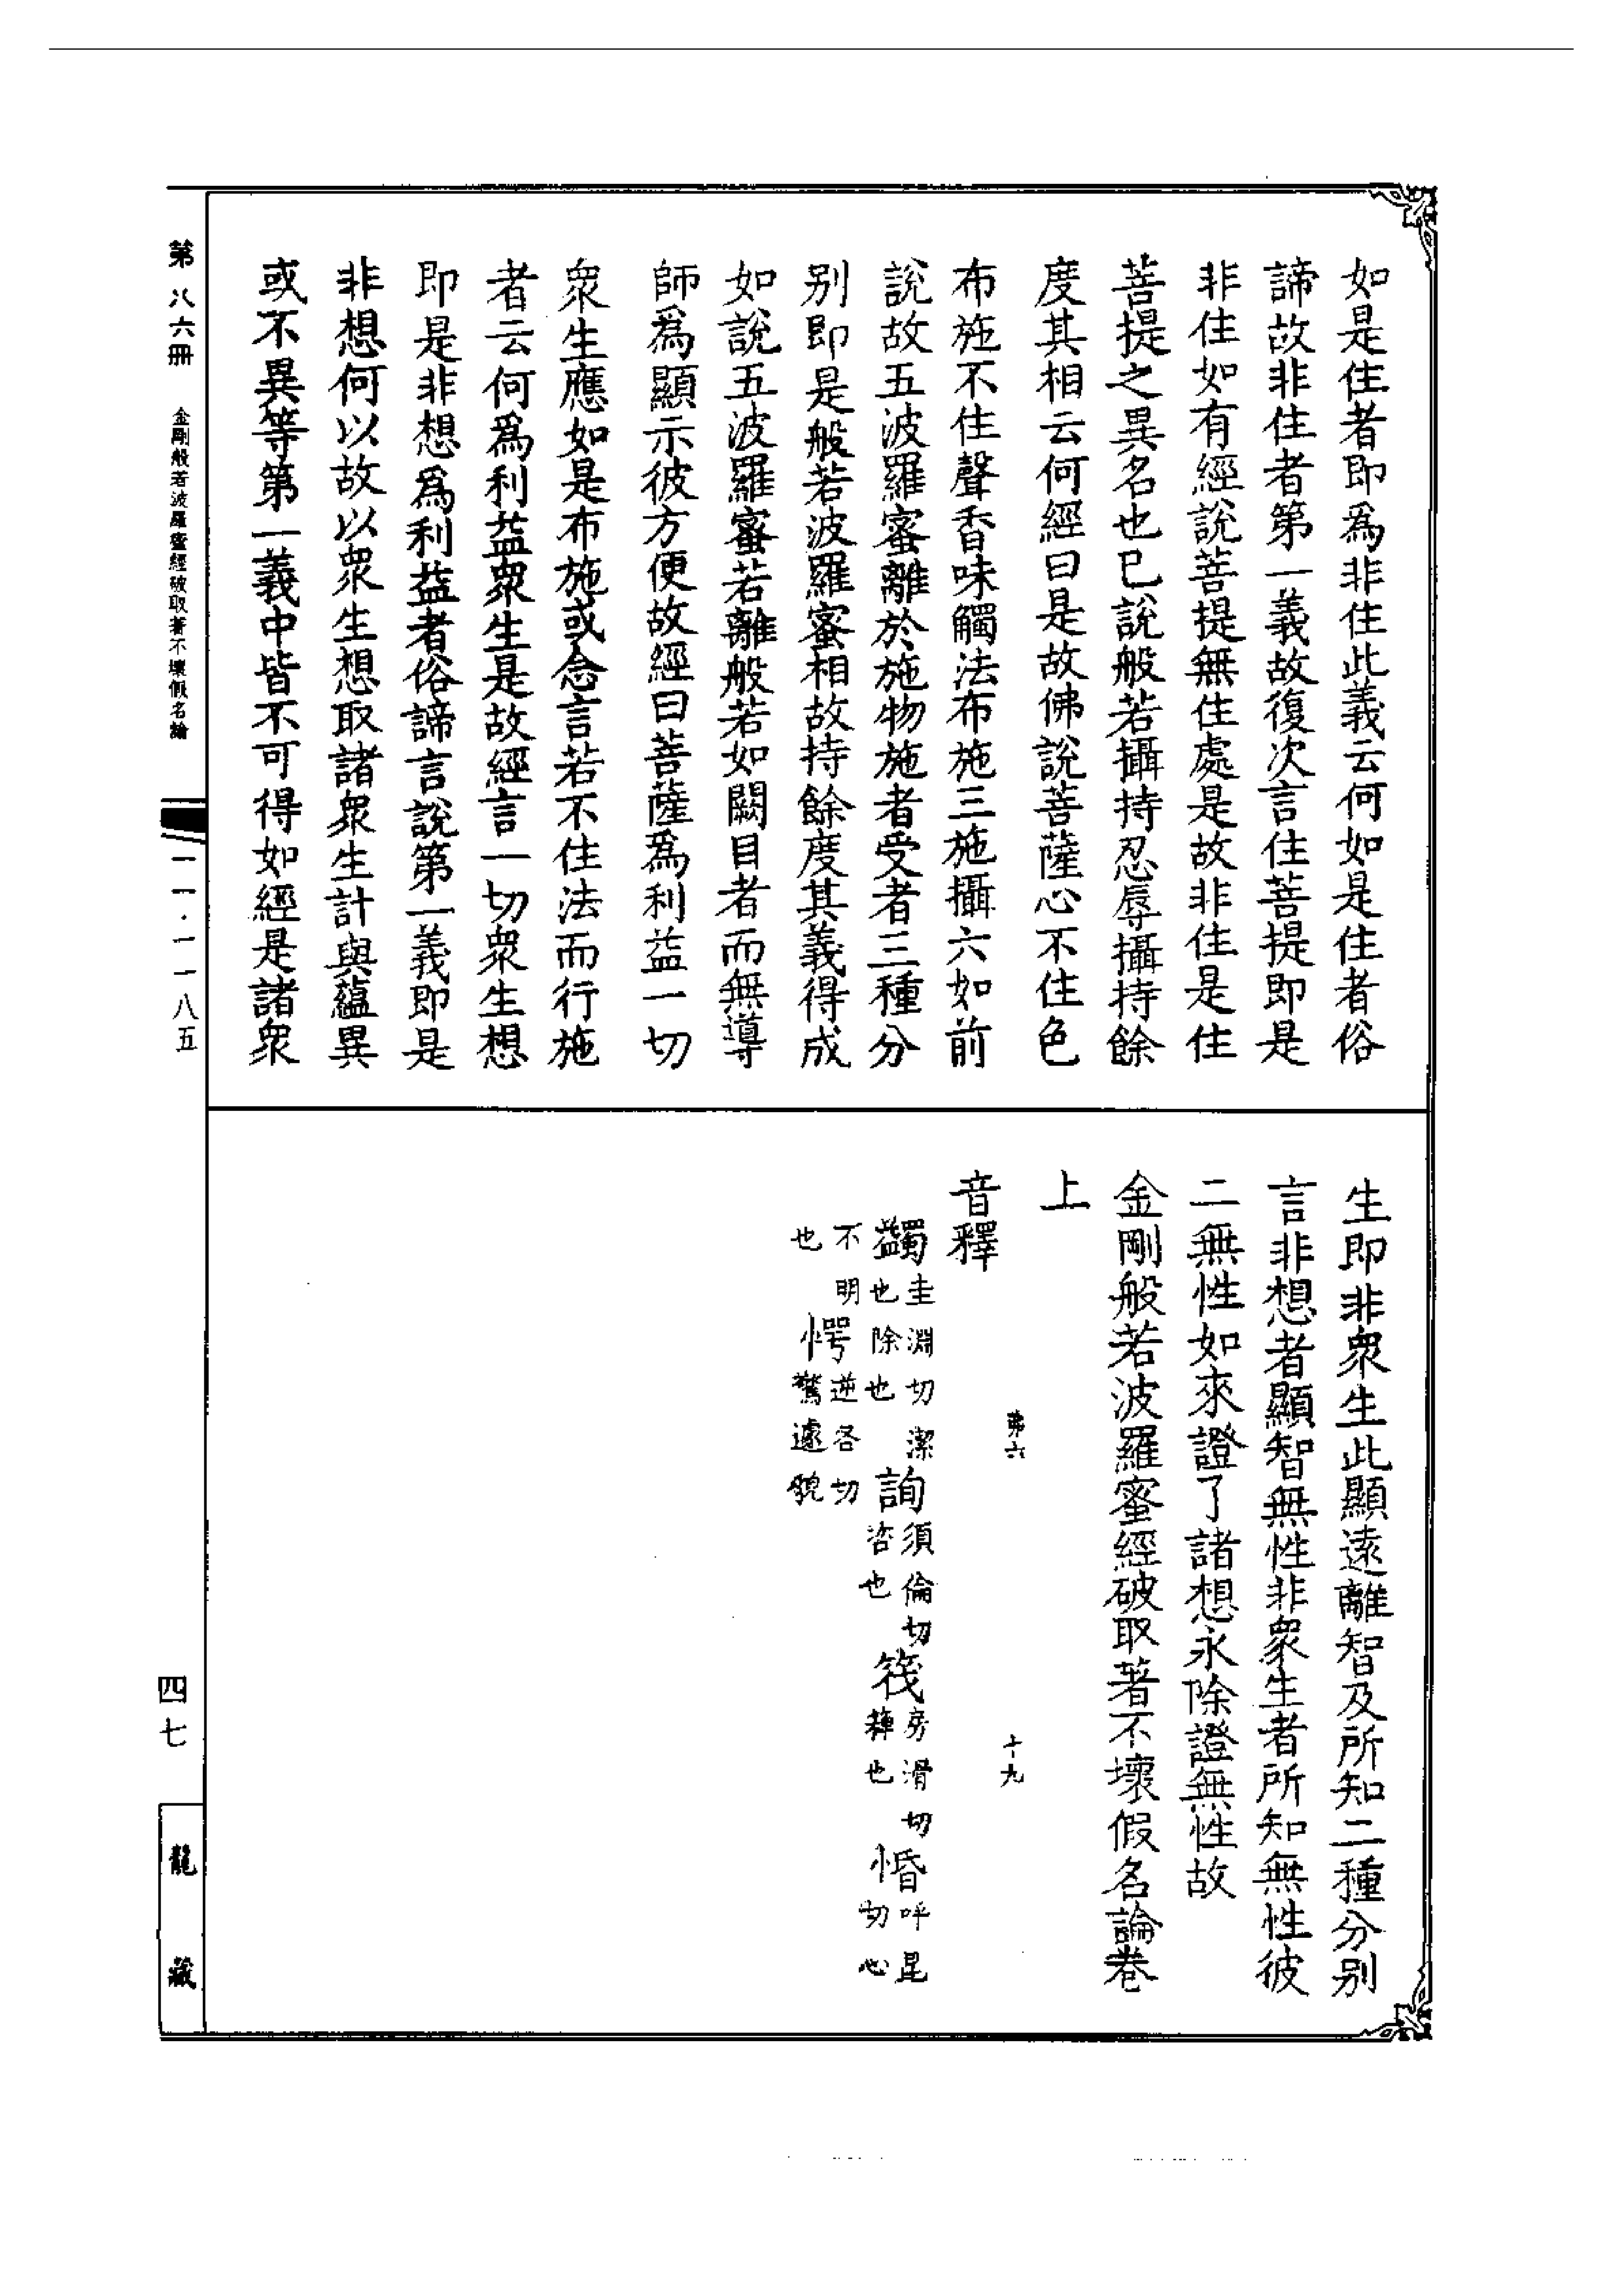 如是住者即爲非住此義云何如是住者俗
諦故非住者第一義故復次言住菩提即是
非住如有經說菩提無住處是故非住是住
菩提之異名也已說般若攝持忍辱攝持餘
度其相云何經曰是故佛說菩薩心不住色
布施不住聲香味觸法布施三施攝六如前
說故五波羅蜜離於施物施者受者三種分
别即是般若波羅蜜相故持餘度其義得成
如說五波羅蜜若離般若如闕目者而無導
師爲顯示彼方便故經曰菩薩爲利益一切
衆生應如是布施或念言若不住法而行施
者云何爲利益衆生是故經言一切衆生想
即是非想爲利益者俗諦言說第一義即是
非想何以故以衆生想取諸衆生計與蘊異
或不異等第一義中皆不可得如經是諸衆
生即非衆生此顯遠離智及所知二種分别
言非想者顯智無性非衆生者所知無性彼
二無性如來證了諸想永除證無性故
金剛般若波羅蜜經破取著不壞假名論卷
上
弟六 十九
音釋
蠲圭淵切潔也除也 詢須倫切咨也 筏房滑切簰也 惛呼昆切心
不明也 愕逆各切驚遽貌
第八六冊 金剛般若波羅蜜經破取著不壞假名論
一一·一一八五
四七
龍藏